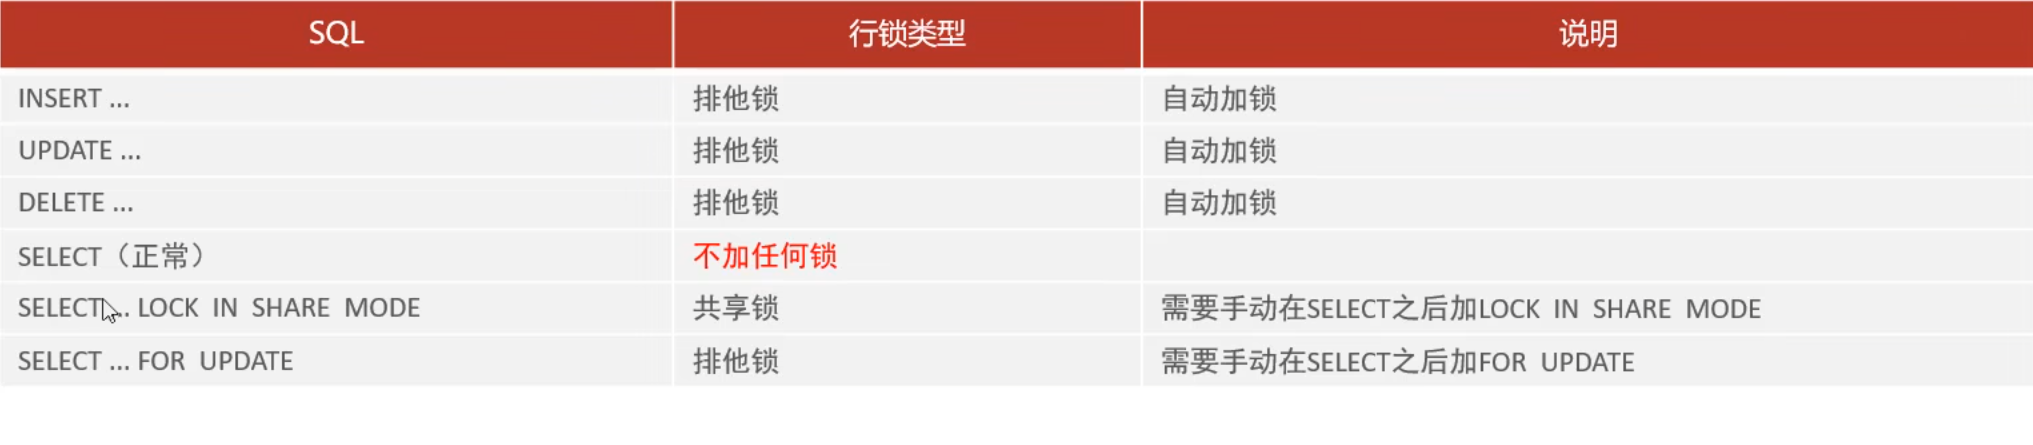 SQL 行锁类型 说明
INSERT ... 排他锁 自动加锁
UPDATE ... 排他锁 自动加锁
DELETE ... 排他锁 自动加锁
SELECT（正常） 不加任何锁
SELECT ... LOCK IN SHARE MODE 共享锁 需要手动在SELECT之后加LOCK IN SHARE MODE
SELECT ... FOR UPDATE 排他锁 需要手动在SELECT之后加FOR UPDATE